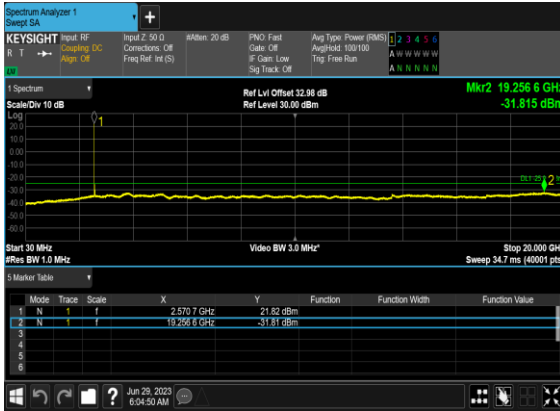 Spectrum Analyzer 1
Swept SA
+
KEYSIGHT Input: RF Input Z: 50 Ω #Atten: 20 dB PNO: Fast Avg Type: Power (RMS) 1 2 3 4 5 6
R T Coupling: DC Corrections: Off Gate: Off Avg|Hold: 100/100 A W W W W W
Align: Off Freq Ref: Int (S) IF Gain: Low Trig: Free Run
Sig Track: Off A N N N N N
1 Spectrum Ref Lvl Offset 32.98 dB Mkr2 19.256 6 GHz
Scale/Div 10 dB Ref Level 30.00 dBm -31.815 dBm
Log
20.0
10.0
0.00
-10.0
-20.0
-30.0
-40.0
-50.0
-60.0
1
2
Start 30 MHz Video BW 3.0 MHz* Stop 20.000 GHz
#Res BW 1.0 MHz Sweep 34.7 ms (40001 pts)
5 Marker Table
Mode Trace Scale X Y Function Function Width Function Value
1 N 1 f 2.570 7 GHz 21.82 dBm
2 N 1 f 19.256 6 GHz -31.81 dBm
3
4
5
6
? Jun 29, 2023
6:04:50 AM